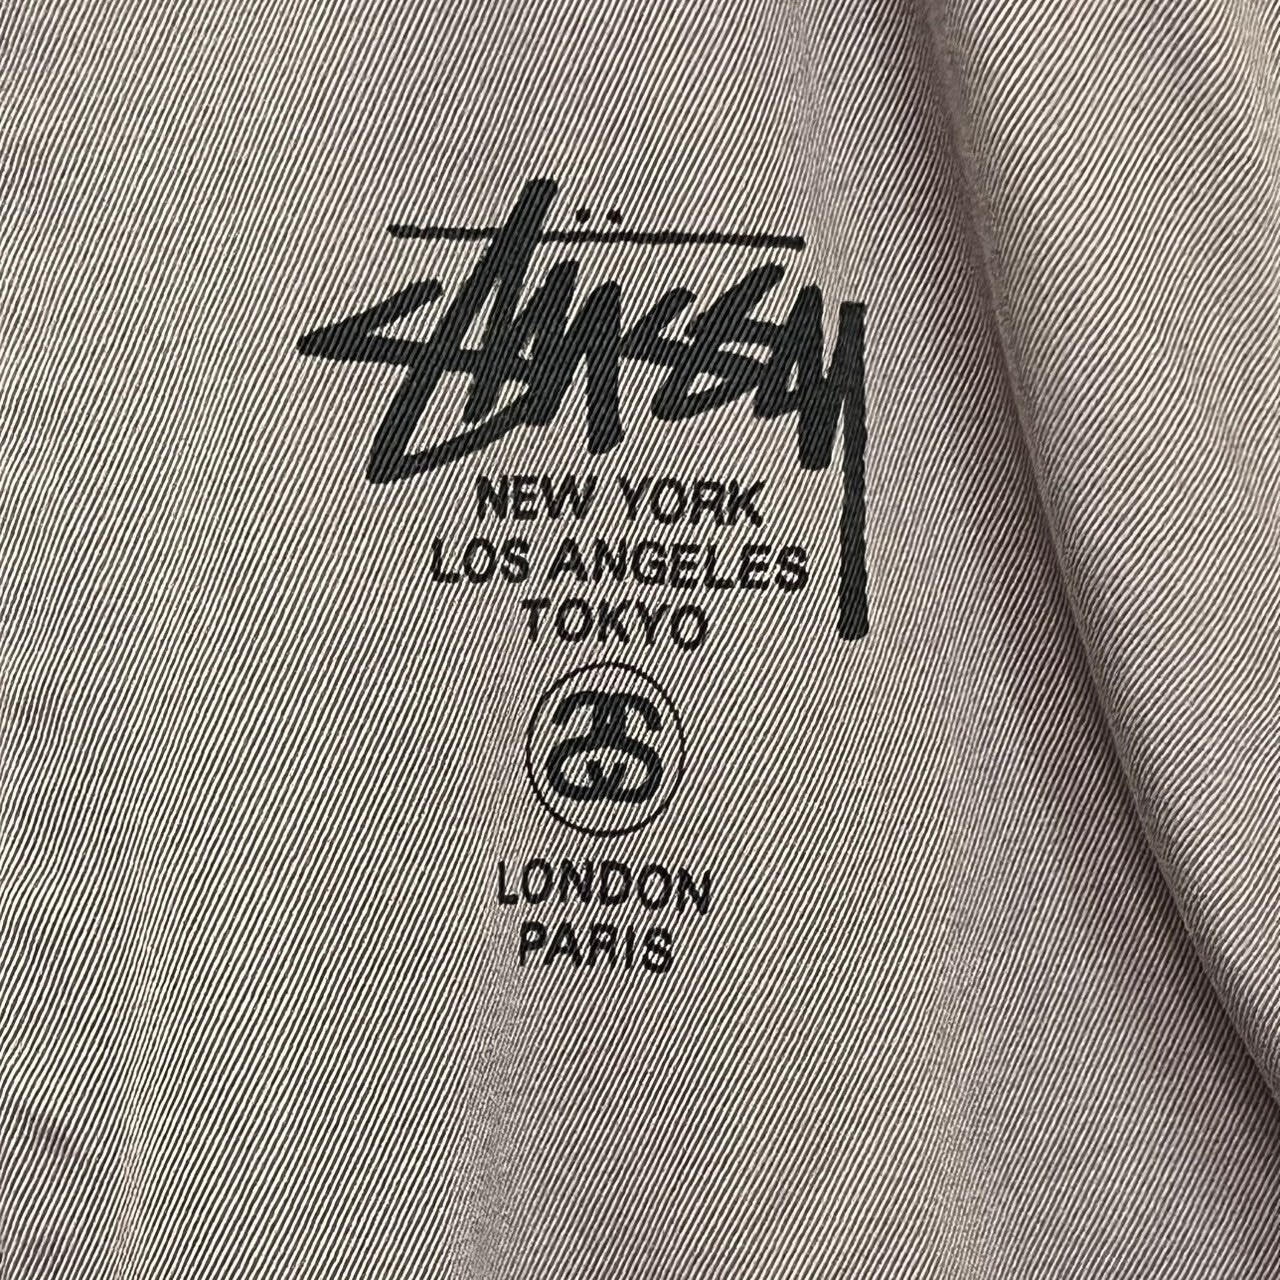 Stüssy
NEW YORK
LOS ANGELES
TOKYO
LONDON
PARIS